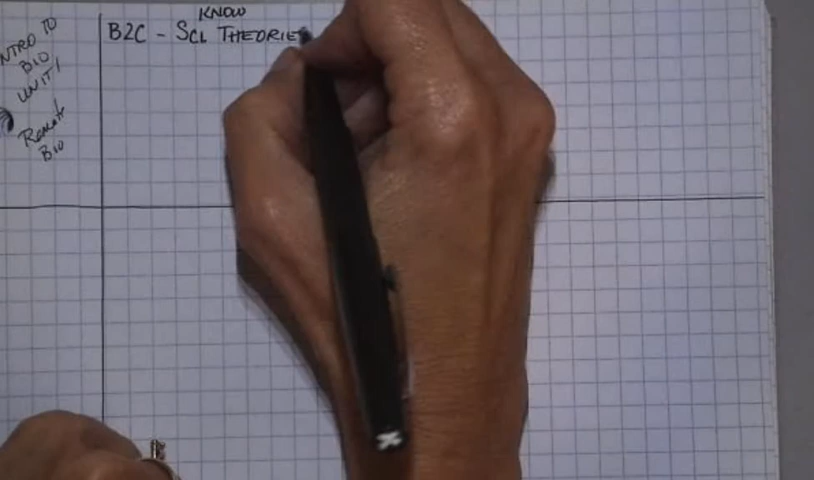 KNOW
B2C - SCI THEORIES
INTRO TO
BIO
UNIT 1
Remote
BIO